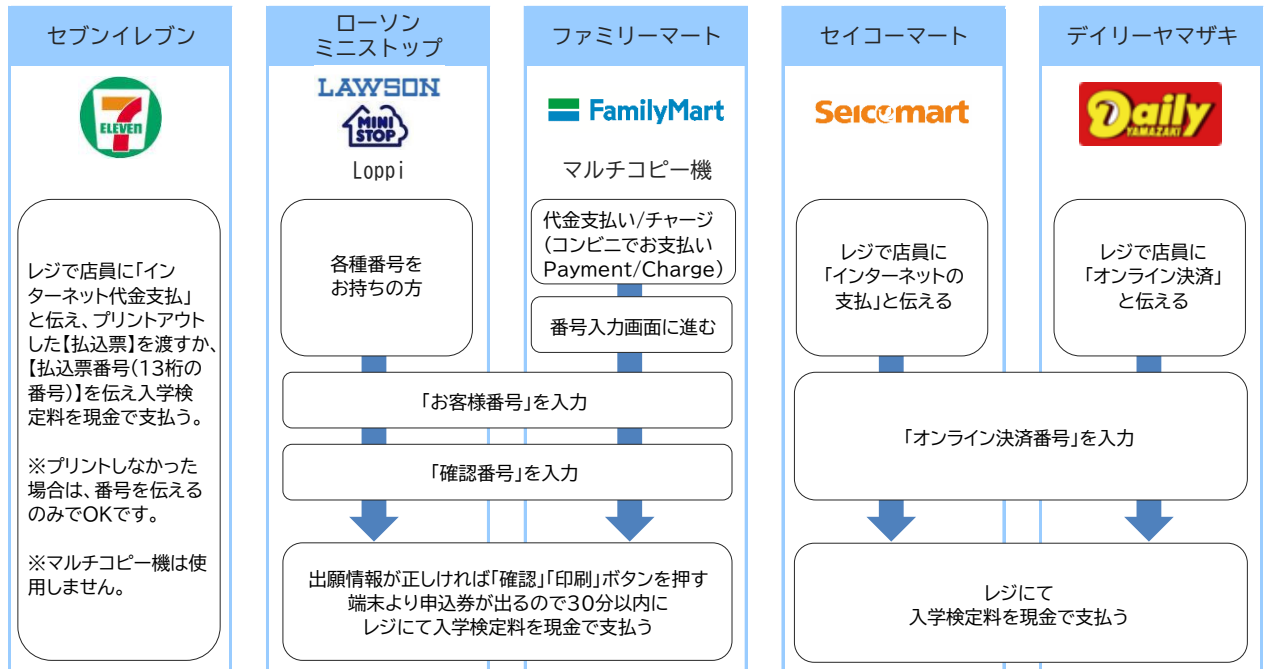 セブンイレブン
ローソン
ミニストップ
ファミリーマート
セイコーマート
デイリーヤマザキ
7
ELEVEN
LAWSON
MINI
STOP
FamilyMart
Seicomart
Daily
YAMAZAKI
Loppi
マルチコピー機
レジで店員に「イン
ターネット代金支払」
と伝え、プリントアウト
した【払込票】を渡すか、
【払込票番号(13桁の
番号)】を伝え入学検
定料を現金で支払う。
※プリントしなかった
場合は、番号を伝える
のみでOKです。
※マルチコピー機は使
用しません。
各種番号を
お持ちの方
代金支払い/チャージ
(コンビニでお支払い
Payment/Charge)
番号入力画面に進む
「お客様番号」を入力
「確認番号」を入力
出願情報が正しければ「確認」「印刷」ボタンを押す
端末より申込券が出るので30分以内に
レジにて入学検定料を現金で支払う
レジで店員に
「インターネットの
支払」と伝える
レジで店員に
「オンライン決済」
と伝える
「オンライン決済番号」を入力
レジにて
入学検定料を現金で支払う